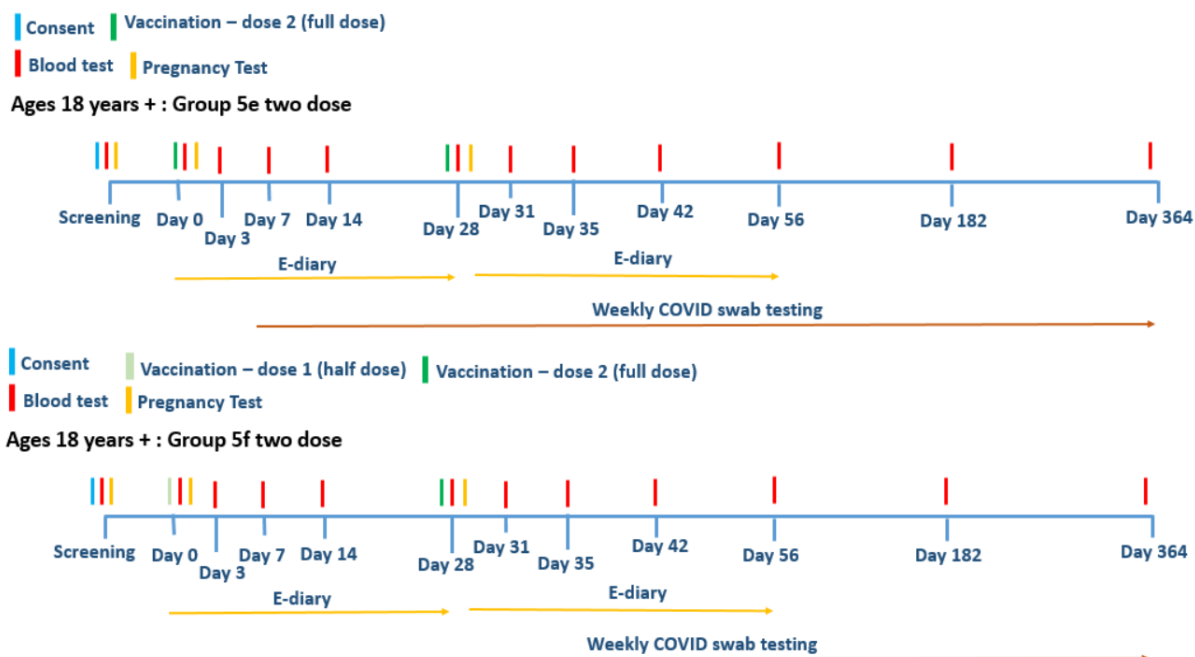 Consent Vaccination – dose 2 (full dose)
Blood test Pregnancy Test
Ages 18 years + : Group 5e two dose
Screening Day 0 Day 3 Day 7 Day 14 Day 28 Day 31 Day 35 Day 42 Day 56 Day 182 Day 364
E-diary E-diary
Weekly COVID swab testing
Consent Vaccination – dose 1 (half dose) Vaccination – dose 2 (full dose)
Blood test Pregnancy Test
Ages 18 years + : Group 5f two dose
Screening Day 0 Day 3 Day 7 Day 14 Day 28 Day 31 Day 35 Day 42 Day 56 Day 182 Day 364
E-diary E-diary
Weekly COVID swab testing